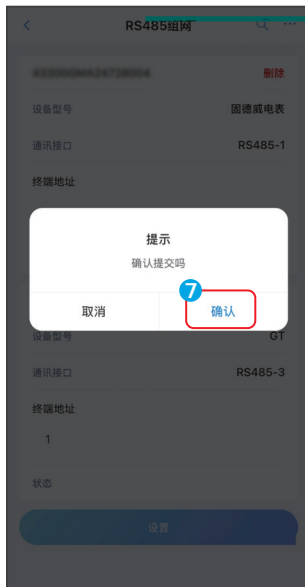 RS485组网
删除
设备型号 固德威电表
通讯接口 RS485-1
终端地址
提示
确认提交吗
7
取消 确认
设备型号 GT
通讯接口 RS485-3
终端地址
1
状态
设置